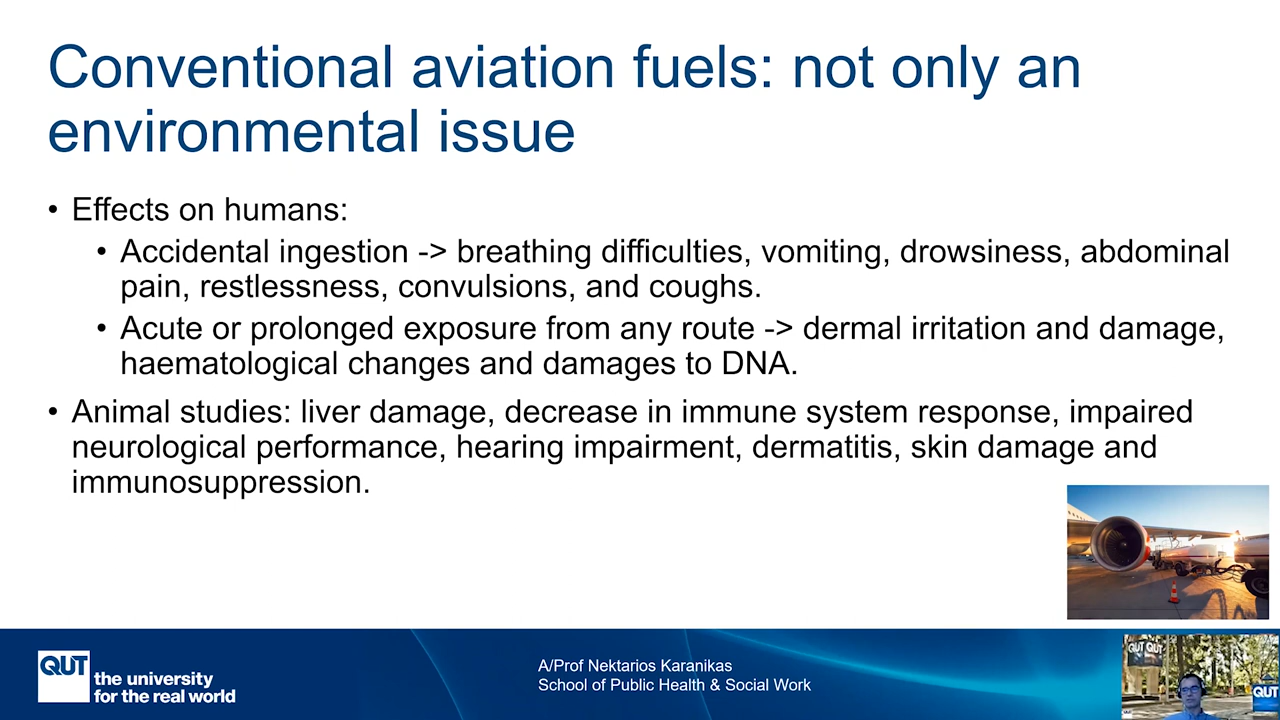 Conventional aviation fuels: not only an
environmental issue
• Effects on humans:
• Accidental ingestion -> breathing difficulties, vomiting, drowsiness, abdominal
pain, restlessness, convulsions, and coughs.
• Acute or prolonged exposure from any route -> dermal irritation and damage,
haematological changes and damages to DNA.
• Animal studies: liver damage, decrease in immune system response, impaired
neurological performance, hearing impairment, dermatitis, skin damage and
immunosuppression.
QUT
the university
for the real world
A/Prof Nektarios Karanikas
School of Public Health & Social Work
QUT QUT
QUT